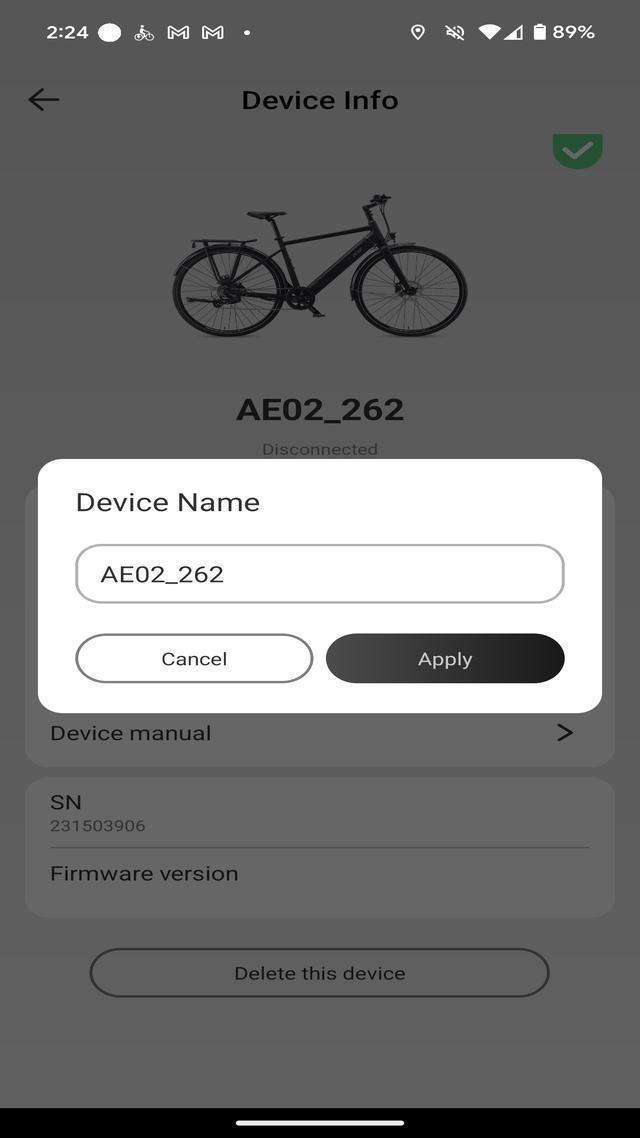 2:24
89%
Device Info
AE02_262
Disconnected
Device Name
AE02_262
Cancel Apply
Device manual
SN
231503906
Firmware version
Delete this device